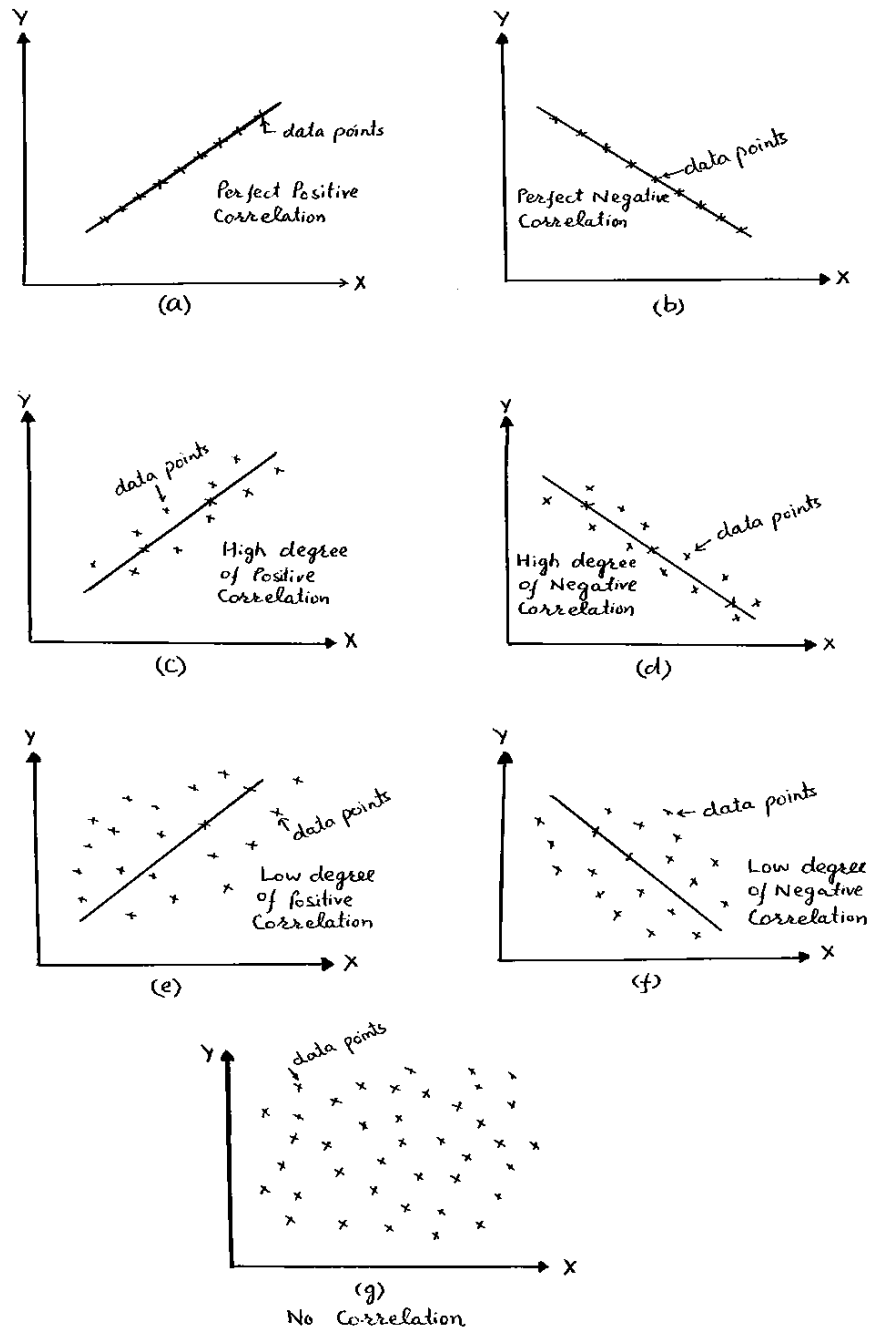 Y
data points
Perfect Positive
Correlation
X
(a)
Y
data points
Perfect Negative
Correlation
X
(b)
Y
data points
High degree
of Positive
Correlation
X
(c)
Y
data points
High degree
of Negative
Correlation
X
(d)
Y
data points
Low degree
of Positive
Correlation
X
(e)
Y
data points
Low degree
of Negative
Correlation
X
(f)
Y
data points
X
(g)
No Correlation